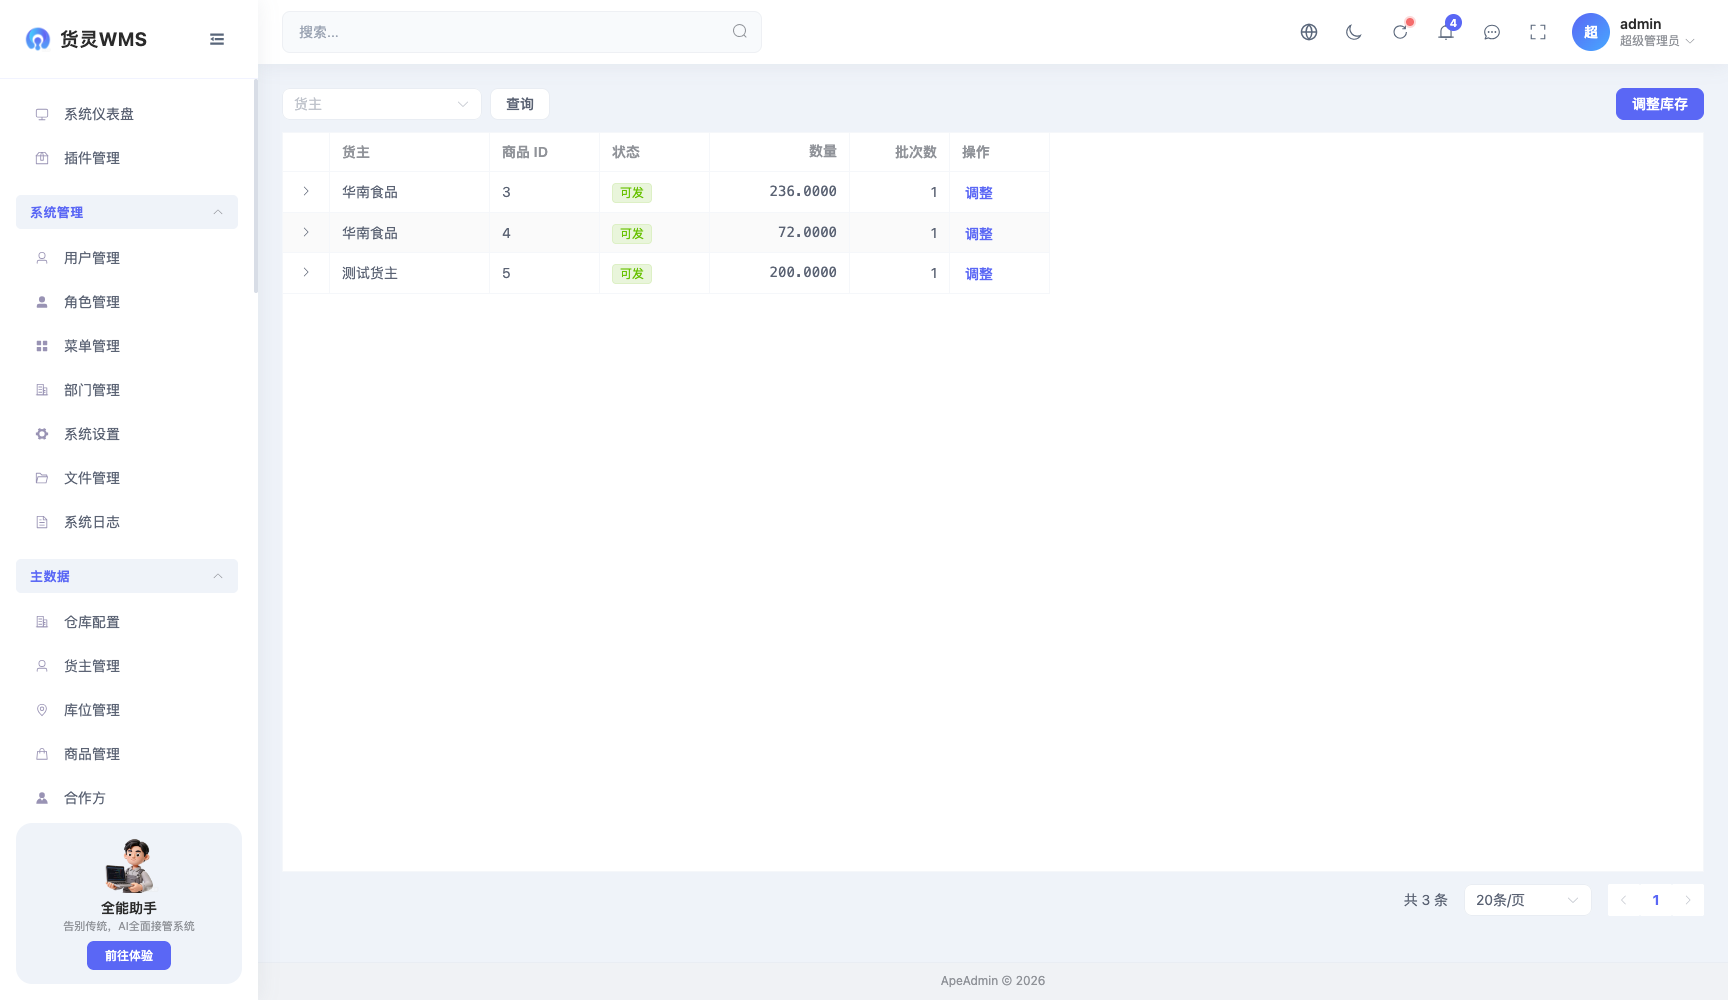 货灵WMS
搜索...
4
超
admin
超级管理员
系统仪表盘
插件管理
系统管理
用户管理
角色管理
菜单管理
部门管理
系统设置
文件管理
系统日志
主数据
仓库配置
货主管理
库位管理
商品管理
合作方
全能助手
告别传统，AI全面接管系统
前往体验
货主
查询
调整库存
货主 商品 ID 状态 数量 批次数 操作
华南食品 3 可发 236.0000 1 调整
华南食品 4 可发 72.0000 1 调整
测试货主 5 可发 200.0000 1 调整
共 3 条
20条/页
1
ApeAdmin © 2026